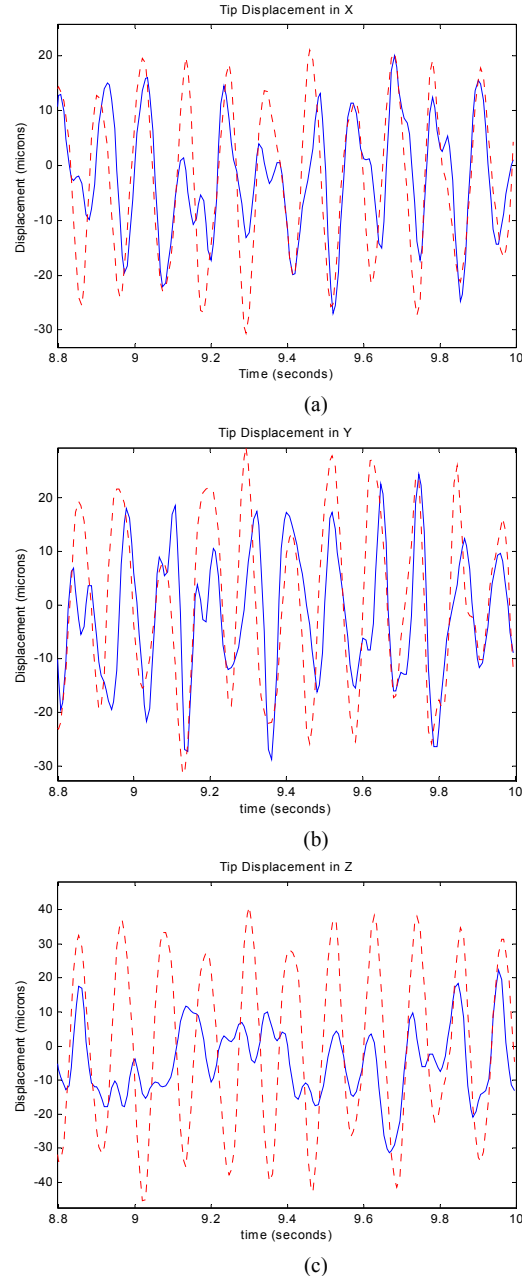 Tip Displacement in X
20
10
0
-10
-20
-30
Displacement (microns)
8.8 9 9.2 9.4 9.6 9.8 10
Time (seconds)
(a)
Tip Displacement in Y
20
10
0
-10
-20
-30
Displacement (microns)
8.8 9 9.2 9.4 9.6 9.8 10
time (seconds)
(b)
Tip Displacement in Z
40
30
20
10
0
-10
-20
-30
-40
Displacement (microns)
8.8 9 9.2 9.4 9.6 9.8 10
time (seconds)
(c)